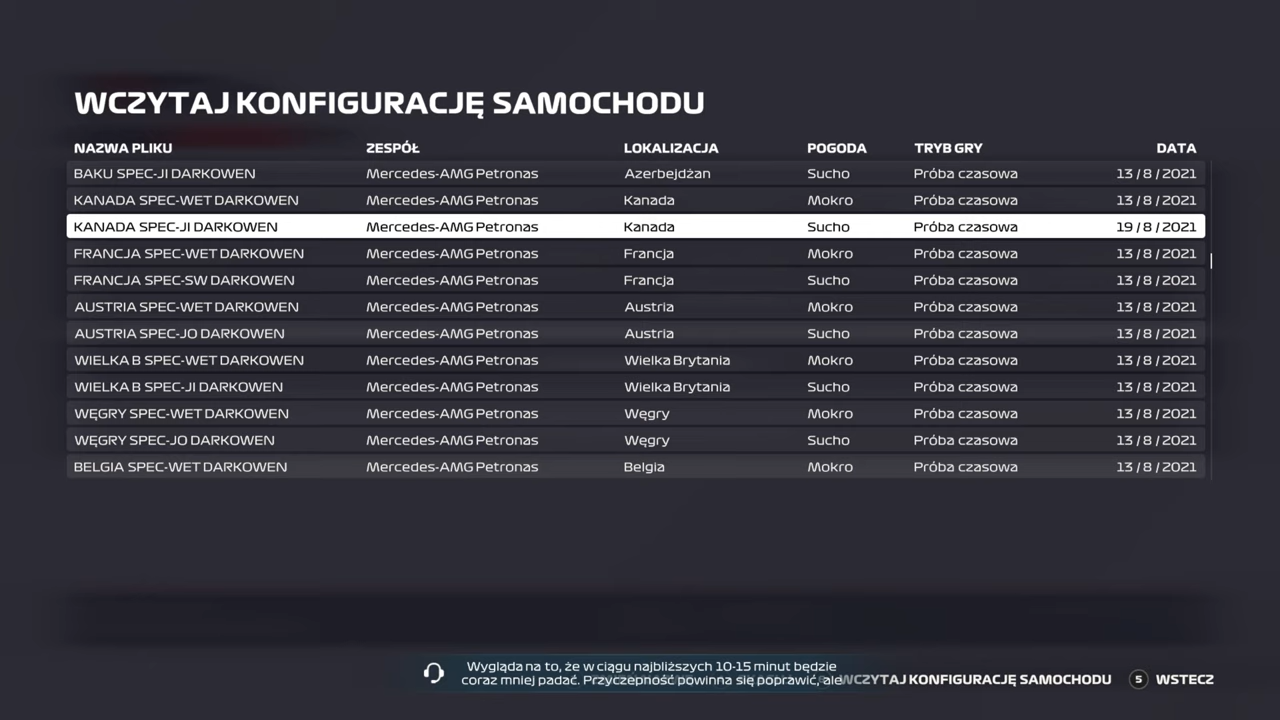 WCZYTAJ KONFIGURACJĘ SAMOCHODU
NAZWA PLIKU ZESPÓŁ LOKALIZACJA POGODA TRYB GRY DATA
BAKU SPEC-JI DARKOWEN Mercedes-AMG Petronas Azerbejdżan Sucho Próba czasowa 13/8/2021
KANADA SPEC-WET DARKOWEN Mercedes-AMG Petronas Kanada Mokro Próba czasowa 13/8/2021
KANADA SPEC-JI DARKOWEN Mercedes-AMG Petronas Kanada Sucho Próba czasowa 19/8/2021
FRANCJA SPEC-WET DARKOWEN Mercedes-AMG Petronas Francja Mokro Próba czasowa 13/8/2021
FRANCJA SPEC-SW DARKOWEN Mercedes-AMG Petronas Francja Sucho Próba czasowa 13/8/2021
AUSTRIA SPEC-WET DARKOWEN Mercedes-AMG Petronas Austria Mokro Próba czasowa 13/8/2021
AUSTRIA SPEC-JO DARKOWEN Mercedes-AMG Petronas Austria Sucho Próba czasowa 13/8/2021
WIELKA B SPEC-WET DARKOWEN Mercedes-AMG Petronas Wielka Brytania Mokro Próba czasowa 13/8/2021
WIELKA B SPEC-JI DARKOWEN Mercedes-AMG Petronas Wielka Brytania Sucho Próba czasowa 13/8/2021
WĘGRY SPEC-WET DARKOWEN Mercedes-AMG Petronas Węgry Mokro Próba czasowa 13/8/2021
WĘGRY SPEC-JO DARKOWEN Mercedes-AMG Petronas Węgry Sucho Próba czasowa 13/8/2021
BELGIA SPEC-WET DARKOWEN Mercedes-AMG Petronas Belgia Mokro Próba czasowa 13/8/2021
Wygląda na to, że w ciągu najbliższych 10-15 minut będzie
coraz mniej padać. Przyczepność powinna się poprawić, ale
WCZYTAJ KONFIGURACJĘ SAMOCHODU S WSTECZ